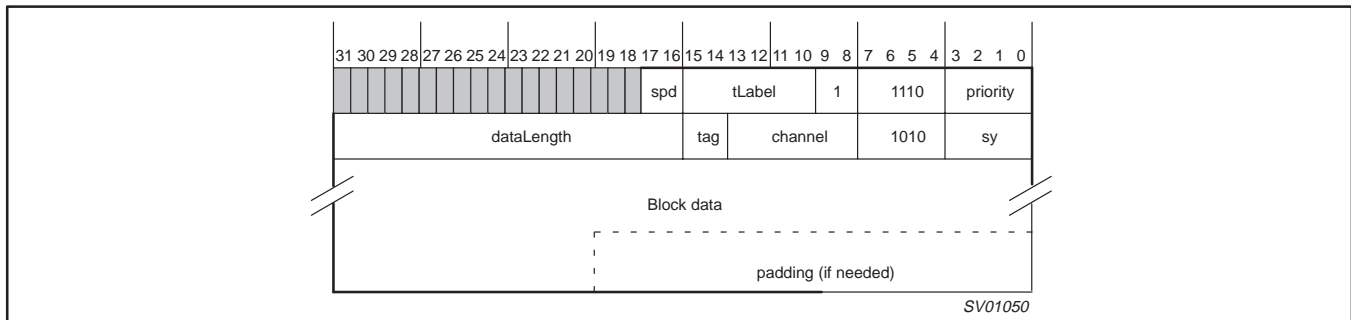 31 30 29 28 27 26 25 24 23 22 21 20 19 18 17 16 15 14 13 12 11 10 9 8 7 6 5 4 3 2 1 0
spd tLabel 1 1110 priority
dataLength tag channel 1010 sy
Block data
padding (if needed)
SV01050